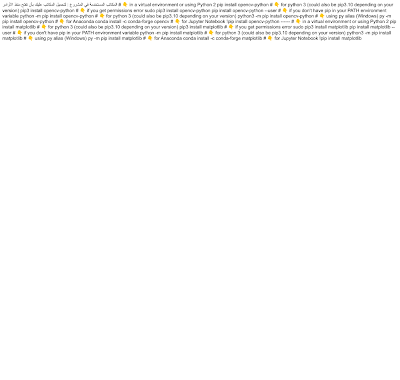 المكاتب المستخدمة في المشروع : لتحميل المكاتب عليك بأن تفتح منفذ الأوامر # 👇 in a virtual environment or using Python 2 pip install opencv-python # 👇 for python 3 (could also be pip3.10 depending on your
version) pip3 install opencv-python # 👇 if you get permissions error sudo pip3 install opencv-python pip install opencv-python --user # 👇 if you don't have pip in your PATH environment
variable python -m pip install opencv-python # 👇 for python 3 (could also be pip3.10 depending on your version) python3 -m pip install opencv-python # 👇 using py alias (Windows) py -m
pip install opencv-python # 👇 for Anaconda conda install -c conda-forge opencv # 👇 for Jupyter Notebook !pip install opencv-python ------ # 👇 in a virtual environment or using Python 2 pip
install matplotlib # 👇 for python 3 (could also be pip3.10 depending on your version) pip3 install matplotlib # 👇 if you get permissions error sudo pip3 install matplotlib pip install matplotlib --
user # 👇 if you don't have pip in your PATH environment variable python -m pip install matplotlib # 👇 for python 3 (could also be pip3.10 depending on your version) python3 -m pip install
matplotlib # 👇 using py alias (Windows) py -m pip install matplotlib # 👇 for Anaconda conda install -c conda-forge matplotlib # 👇 for Jupyter Notebook !pip install matplotlib